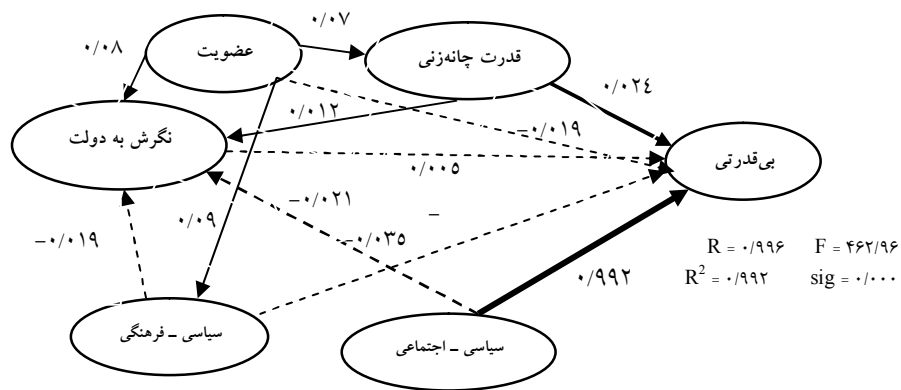 ۰/۰۷
۰/۰۸
عضویت
قدرت چانه‌زنی
۰/۰۲۴
۰/۰۱۲
−۰/۰۱۹
نگرش به دولت
بی‌قدرتی
۰/۰۰۵
−۰/۰۲۱
−
۰/۰۹
−۰/۰۳۵
−۰/۰۱۹
R = ۰/۹۹۶ F = ۴۶۲/۹۶
۰/۹۹۲
R² = ۰/۹۹۲ sig = ۰/۰۰۰
سیاسی ـ فرهنگی
سیاسی ـ اجتماعی